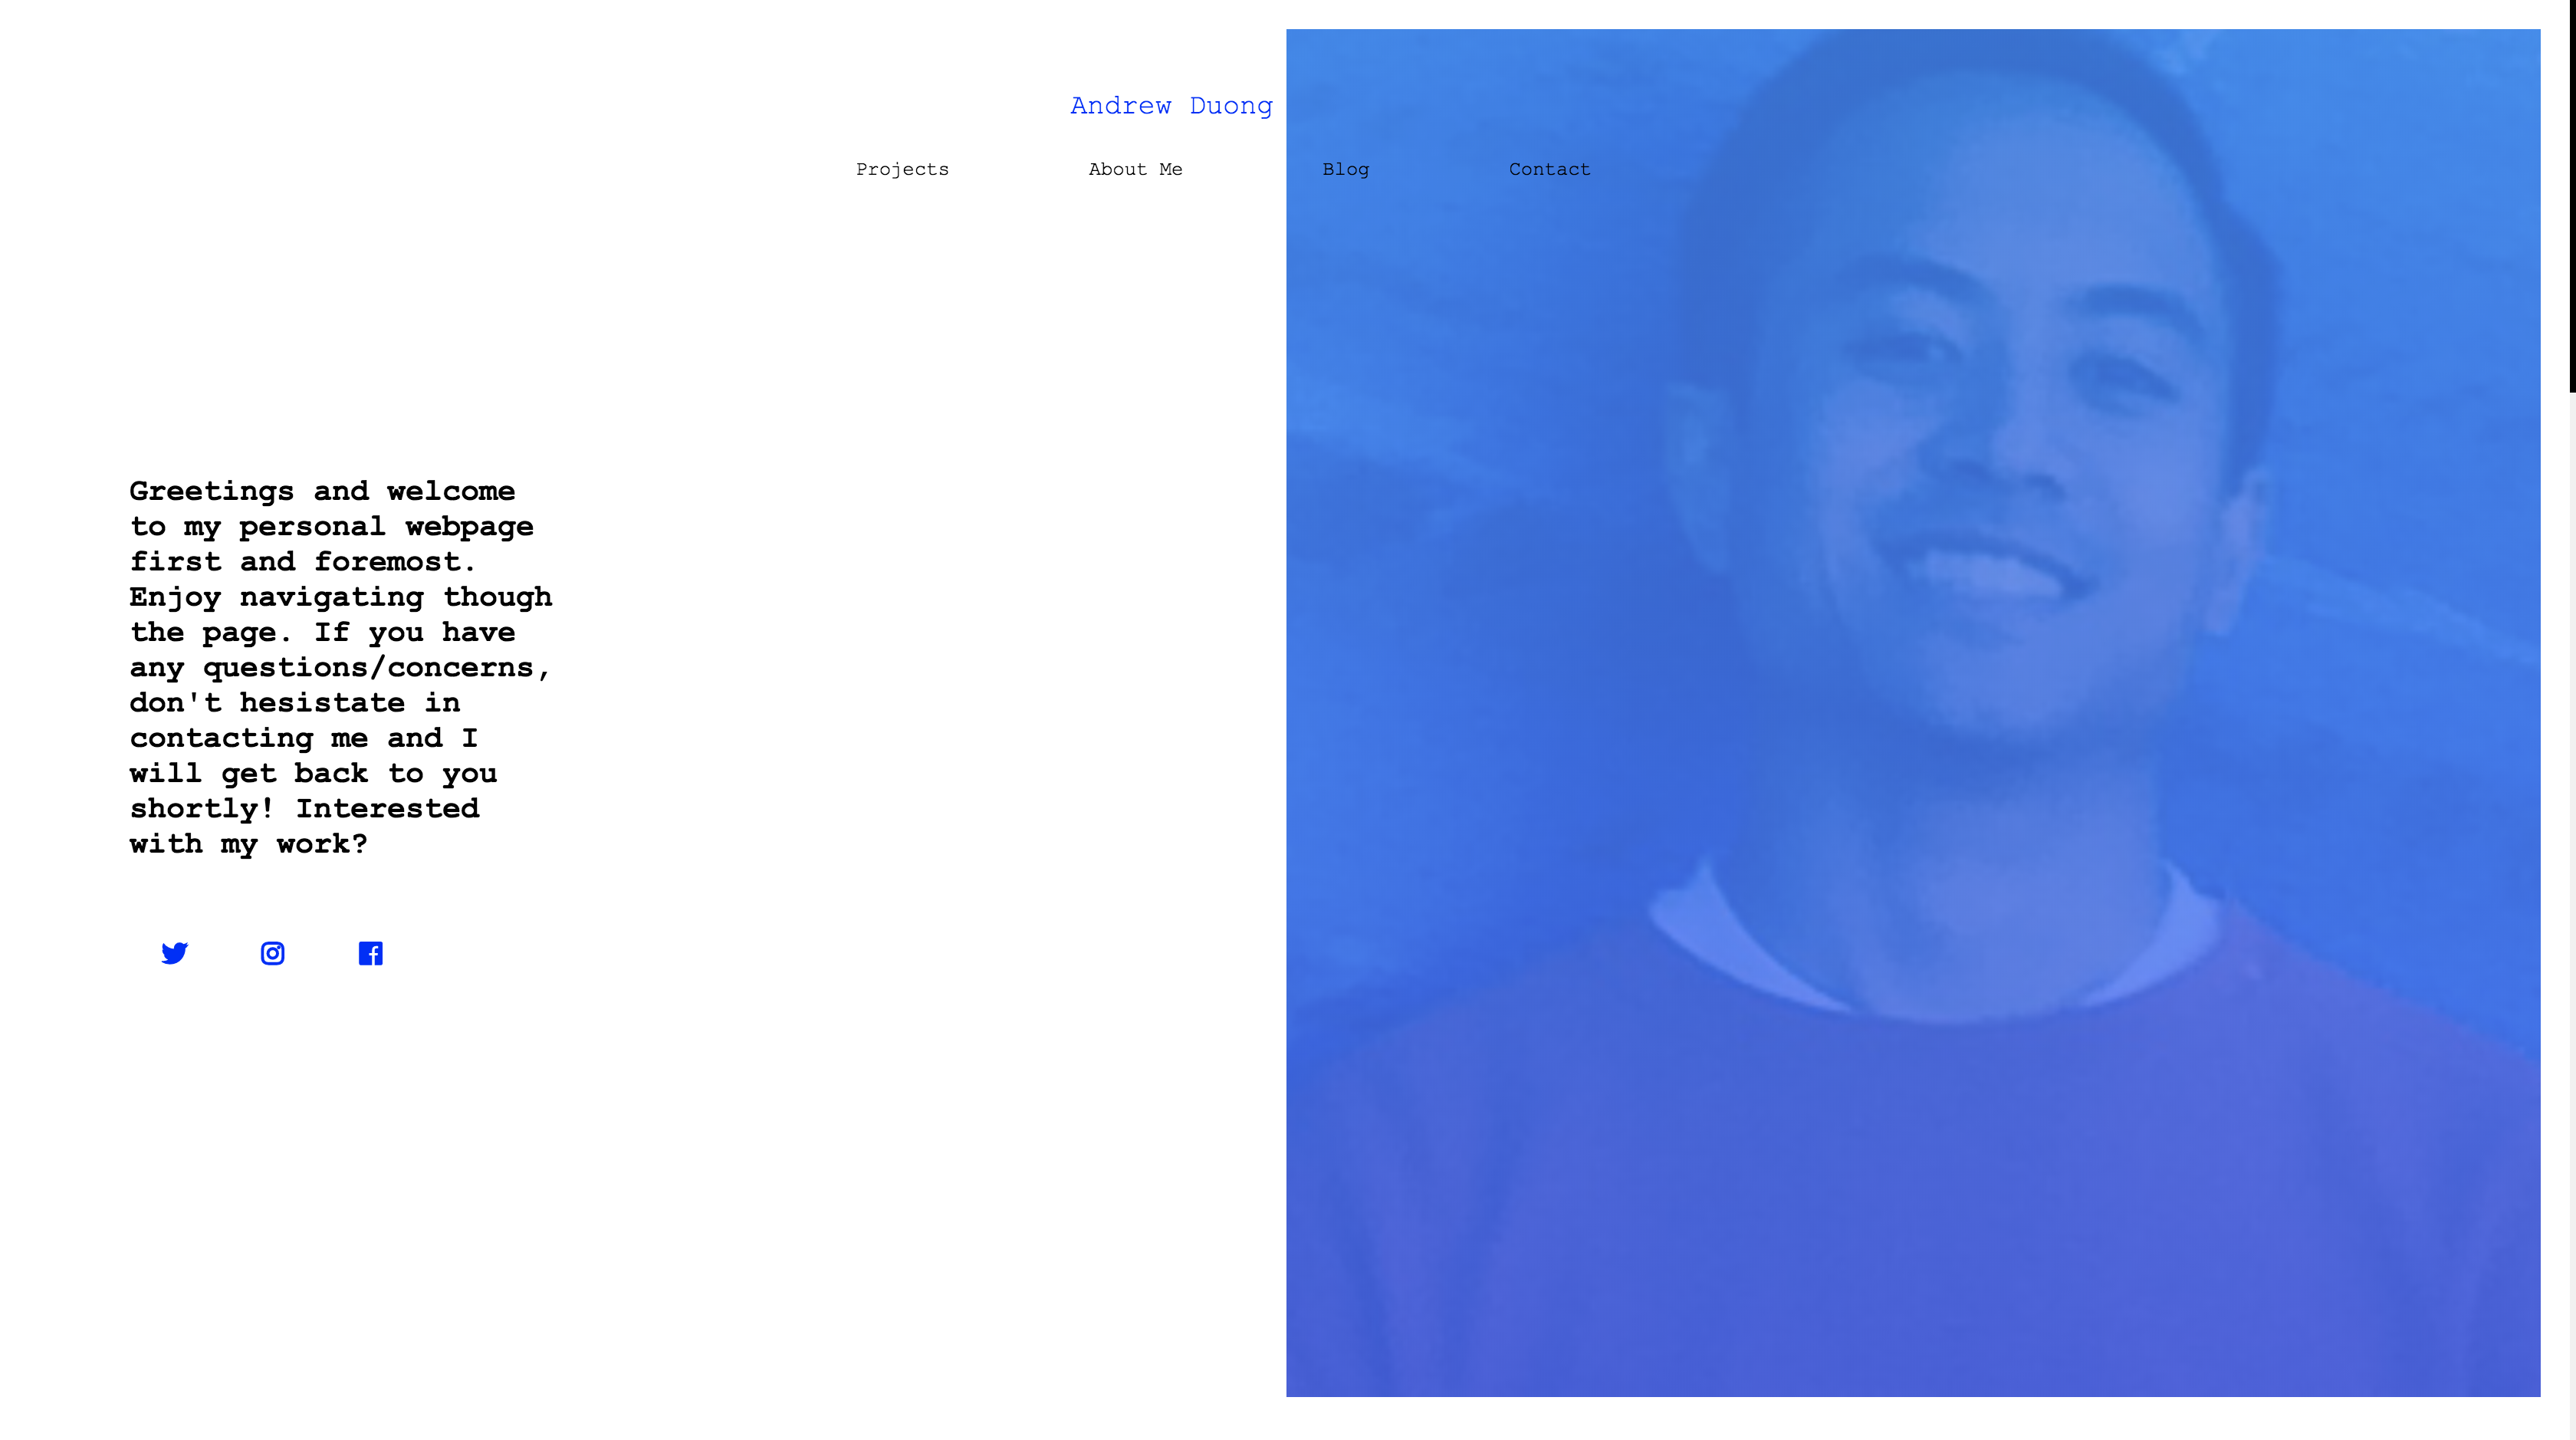 Andrew Duong
Projects About Me Blog Contact
Greetings and welcome
to my personal webpage
first and foremost.
Enjoy navigating though
the page. If you have
any questions/concerns,
don't hesistate in
contacting me and I
will get back to you
shortly! Interested
with my work?